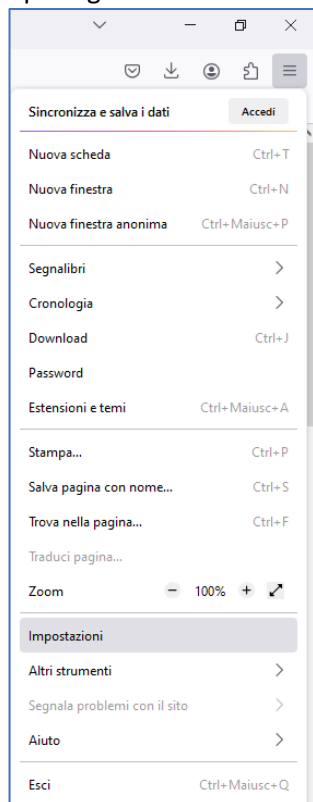 Sincronizza e salva i dati Accedi
Nuova scheda Ctrl+T
Nuova finestra Ctrl+N
Nuova finestra anonima Ctrl+Maiusc+P
Segnalibri
Cronologia
Download Ctrl+J
Password
Estensioni e temi Ctrl+Maiusc+A
Stampa... Ctrl+P
Salva pagina con nome... Ctrl+S
Trova nella pagina... Ctrl+F
Traduci pagina...
Zoom − 100% +
Impostazioni
Altri strumenti
Segnala problemi con il sito
Aiuto
Esci Ctrl+Maiusc+Q